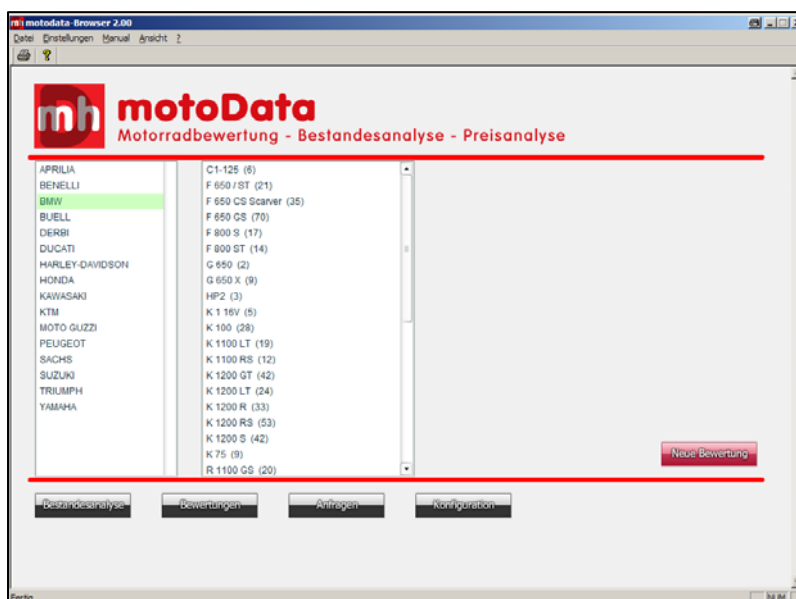 motodata-Browser 2.00
Datei Einstellungen Manual Ansicht ?
mh motoData
Motorradbewertung - Bestandesanalyse - Preisanalyse
APRILIA
BENELLI
BMW
BUELL
DERBI
DUCATI
HARLEY-DAVIDSON
HONDA
KAWASAKI
KTM
MOTO GUZZI
PEUGEOT
SACHS
SUZUKI
TRIUMPH
YAMAHA
C1-125 (6)
F 650 / ST (21)
F 650 CS Scarver (35)
F 650 GS (70)
F 800 S (17)
F 800 ST (14)
G 650 (2)
G 650 X (9)
HP2 (3)
K 1 16V (5)
K 100 (28)
K 1100 LT (19)
K 1100 RS (12)
K 1200 GT (42)
K 1200 LT (24)
K 1200 R (33)
K 1200 RS (53)
K 1200 S (42)
K 75 (9)
R 1100 GS (20)
Neue Bewertung
Bestandesanalyse Bewertungen Anfragen Konfiguration
Fertig NUM